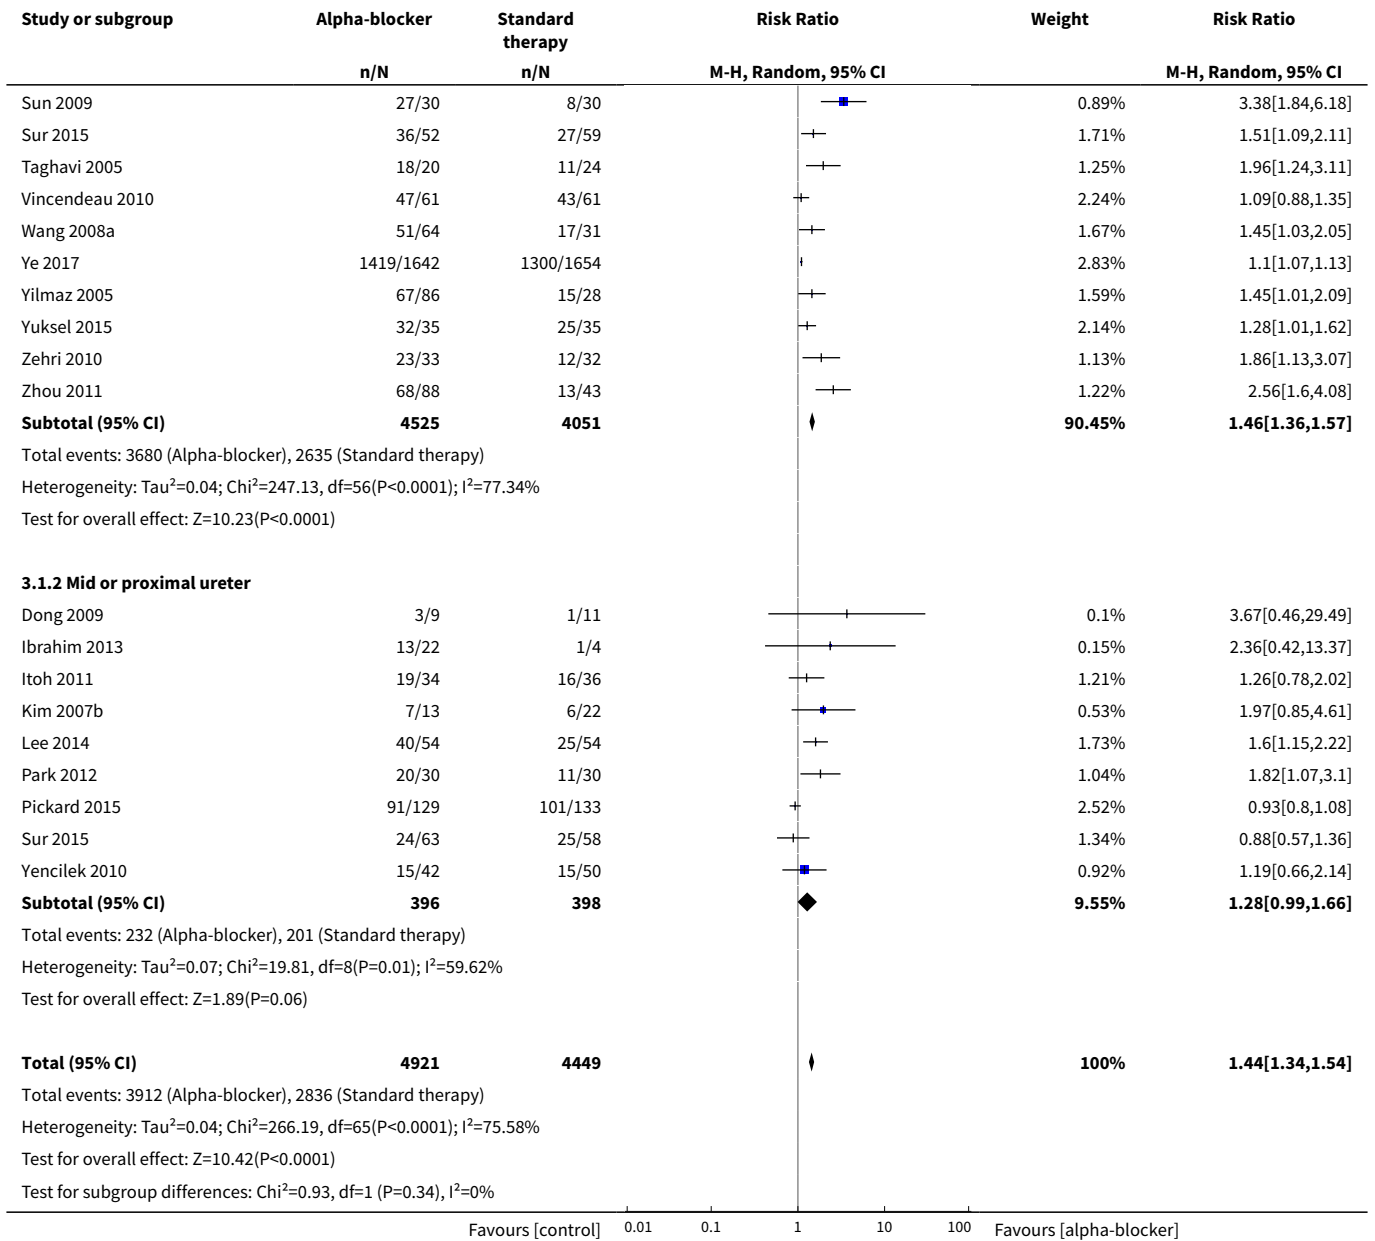 Study or subgroup Alpha-blocker Standard therapy Risk Ratio Weight Risk Ratio
n/N n/N M-H, Random, 95% CI M-H, Random, 95% CI
Sun 2009 27/30 8/30 0.89% 3.38[1.84,6.18]
Sur 2015 36/52 27/59 1.71% 1.51[1.09,2.11]
Taghavi 2005 18/20 11/24 1.25% 1.96[1.24,3.11]
Vincendeau 2010 47/61 43/61 2.24% 1.09[0.88,1.35]
Wang 2008a 51/64 17/31 1.67% 1.45[1.03,2.05]
Ye 2017 1419/1642 1300/1654 2.83% 1.1[1.07,1.13]
Yilmaz 2005 67/86 15/28 1.59% 1.45[1.01,2.09]
Yuksel 2015 32/35 25/35 2.14% 1.28[1.01,1.62]
Zehri 2010 23/33 12/32 1.13% 1.86[1.13,3.07]
Zhou 2011 68/88 13/43 1.22% 2.56[1.6,4.08]
Subtotal (95% CI) 4525 4051 90.45% 1.46[1.36,1.57]
Total events: 3680 (Alpha-blocker), 2635 (Standard therapy)
Heterogeneity: Tau²=0.04; Chi²=247.13, df=56(P<0.0001); I²=77.34%
Test for overall effect: Z=10.23(P<0.0001)
3.1.2 Mid or proximal ureter
Dong 2009 3/9 1/11 0.1% 3.67[0.46,29.49]
Ibrahim 2013 13/22 1/4 0.15% 2.36[0.42,13.37]
Itoh 2011 19/34 16/36 1.21% 1.26[0.78,2.02]
Kim 2007b 7/13 6/22 0.53% 1.97[0.85,4.61]
Lee 2014 40/54 25/54 1.73% 1.6[1.15,2.22]
Park 2012 20/30 11/30 1.04% 1.82[1.07,3.1]
Pickard 2015 91/129 101/133 2.52% 0.93[0.8,1.08]
Sur 2015 24/63 25/58 1.34% 0.88[0.57,1.36]
Yencilek 2010 15/42 15/50 0.92% 1.19[0.66,2.14]
Subtotal (95% CI) 396 398 9.55% 1.28[0.99,1.66]
Total events: 232 (Alpha-blocker), 201 (Standard therapy)
Heterogeneity: Tau²=0.07; Chi²=19.81, df=8(P=0.01); I²=59.62%
Test for overall effect: Z=1.89(P=0.06)
Total (95% CI) 4921 4449 100% 1.44[1.34,1.54]
Total events: 3912 (Alpha-blocker), 2836 (Standard therapy)
Heterogeneity: Tau²=0.04; Chi²=266.19, df=65(P<0.0001); I²=75.58%
Test for overall effect: Z=10.42(P<0.0001)
Test for subgroup differences: Chi²=0.93, df=1 (P=0.34), I²=0%
Favours [control] 0.01 0.1 1 10 100 Favours [alpha-blocker]